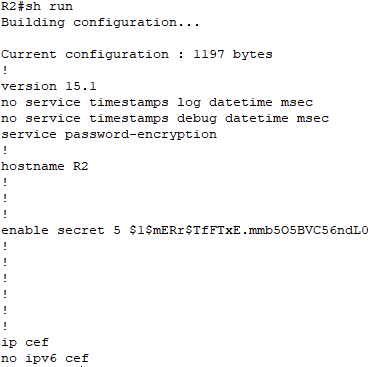 R2#sh run
Building configuration...
Current configuration : 1197 bytes
!
version 15.1
no service timestamps log datetime msec
no service timestamps debug datetime msec
service password-encryption
!
hostname R2
!
!
!
enable secret 5 $1$mERr$TfFTxE.mmb5O5BVC56ndL0
!
!
!
!
!
!
ip cef
no ipv6 cef